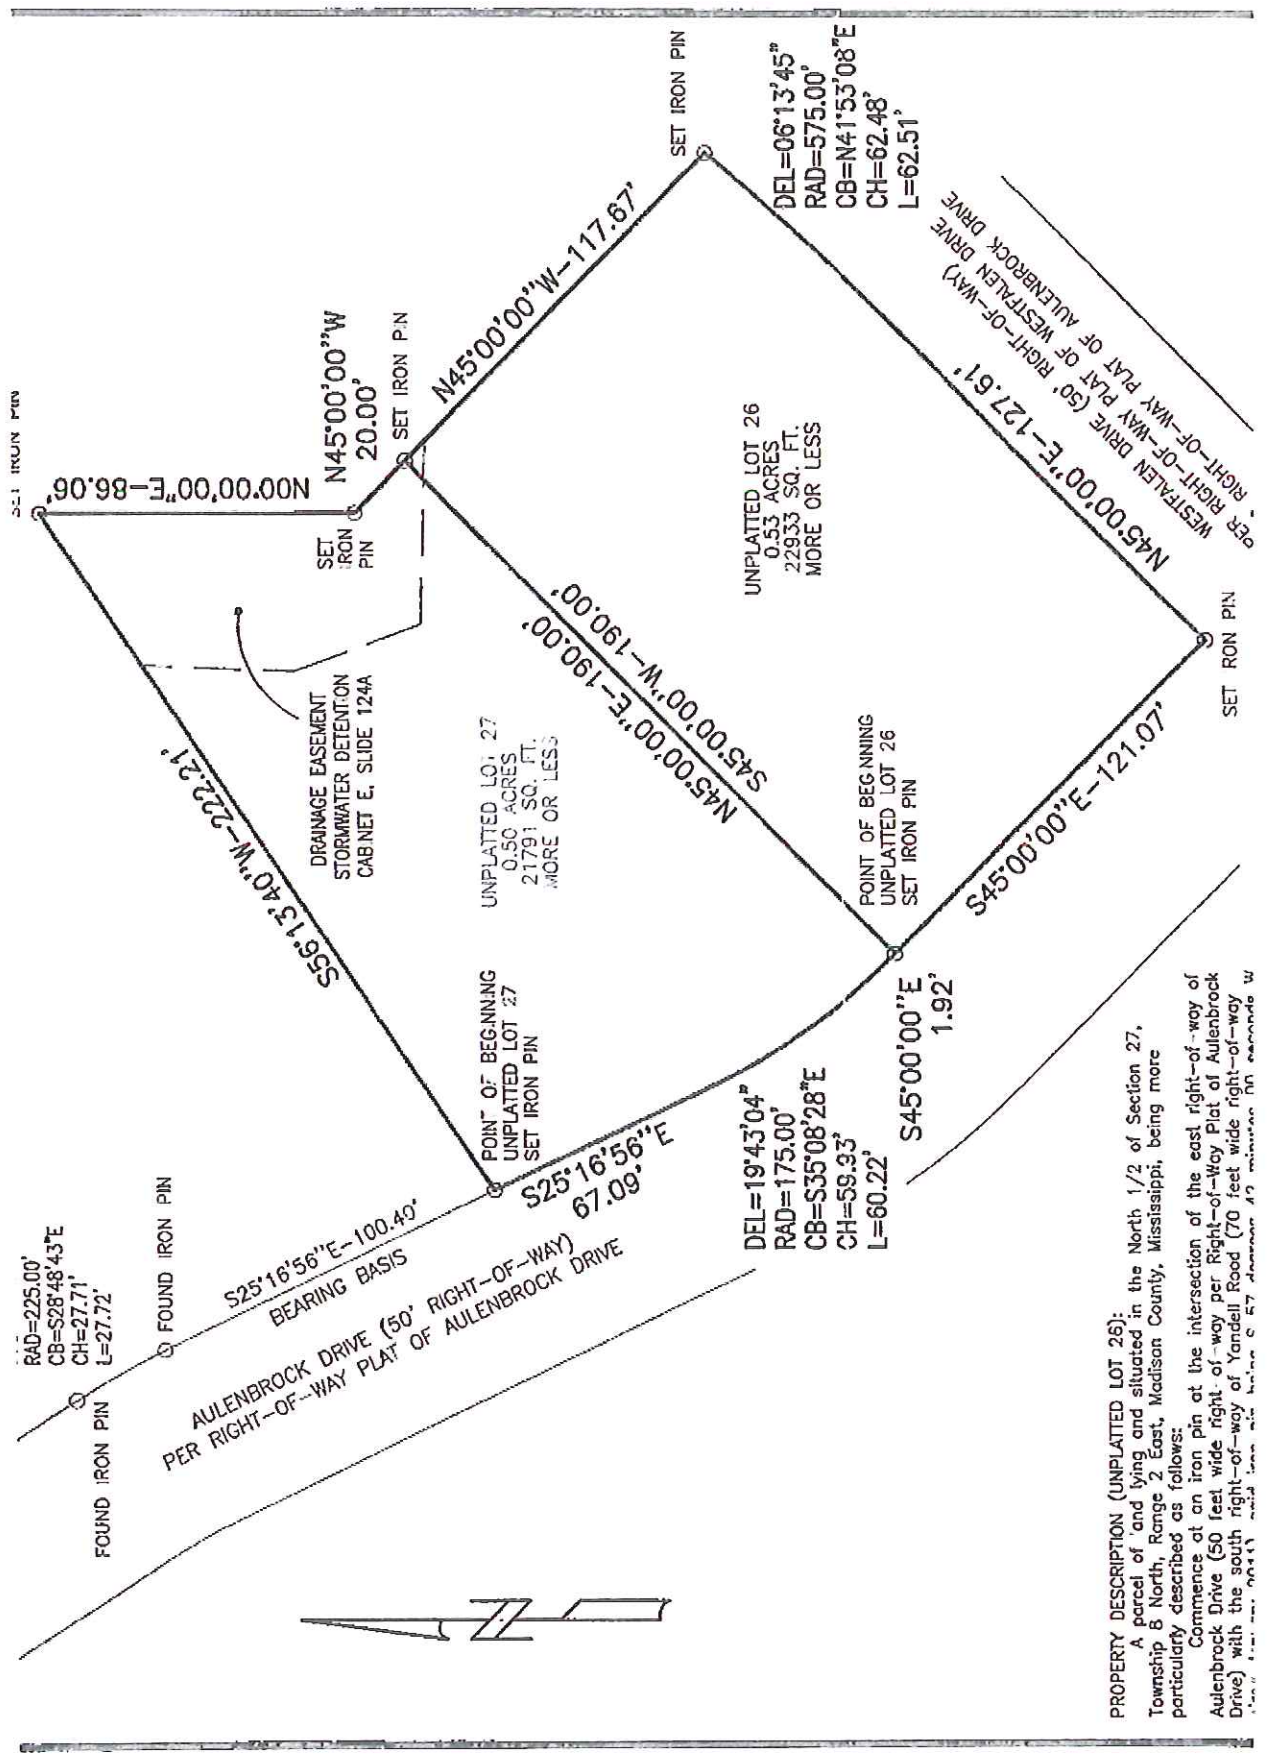 RAD=225.00'
CB=S28°48'43"E
CH=27.71'
L=27.72'
FOUND IRON PIN
FOUND IRON PIN
S25°16'56"E-100.40'
BEARING BASIS
AULENBROCK DRIVE (50' RIGHT-OF-WAY)
PER RIGHT-OF-WAY PLAT OF AULENBROCK DRIVE
POINT OF BEGINNING
UNPLATTED LOT 27
SET IRON PIN
S25°16'56"E
67.09'
S56°13'40"W-222.21'
SET IRON PIN
N00°00'00"E-86.06'
SET
IRON
PIN
N45°00'00"W
20.00'
SET IRON PIN
N45°00'00"W-117.67'
SET IRON PIN
DRAINAGE EASEMENT
STORMWATER DETENTION
CABINET E, SLIDE 124A
UNPLATTED LOT 27
0.50 ACRES
21791 SQ. FT.
MORE OR LESS
N45°00'00"E-190.00'
S45°00'00"W-190.00'
UNPLATTED LOT 26
0.53 ACRES
22933 SQ. FT.
MORE OR LESS
DEL=06°13'45"
RAD=575.00'
CB=N41°53'08"E
CH=62.48'
L=62.51'
DEL=19°43'04"
RAD=175.00'
CB=S35°08'28"E
CH=59.93'
L=60.22'
S45°00'00"E
1.92'
POINT OF BEGINNING
UNPLATTED LOT 26
SET IRON PIN
S45°00'00"E-121.07'
SET RON PIN
N45°00'00"E-127.61'
WESTFALEN DRIVE (50' RIGHT-OF-WAY)
PER RIGHT-OF-WAY PLAT OF WESTFALEN DRIVE
RIGHT-OF-WAY PLAT OF AULENBROCK DRIVE
PROPERTY DESCRIPTION (UNPLATTED LOT 26):
A parcel of land lying and situated in the North 1/2 of Section 27,
Township 8 North, Range 2 East, Madison County, Mississippi, being more
particularly described as follows:
Commence at an iron pin at the intersection of the east right-of-way of
Aulenbrock Drive (50 feet wide right-of-way per Right-of-Way Plat of Aulenbrock
Drive) with the south right-of-way of Yandell Road (70 feet wide right-of-way